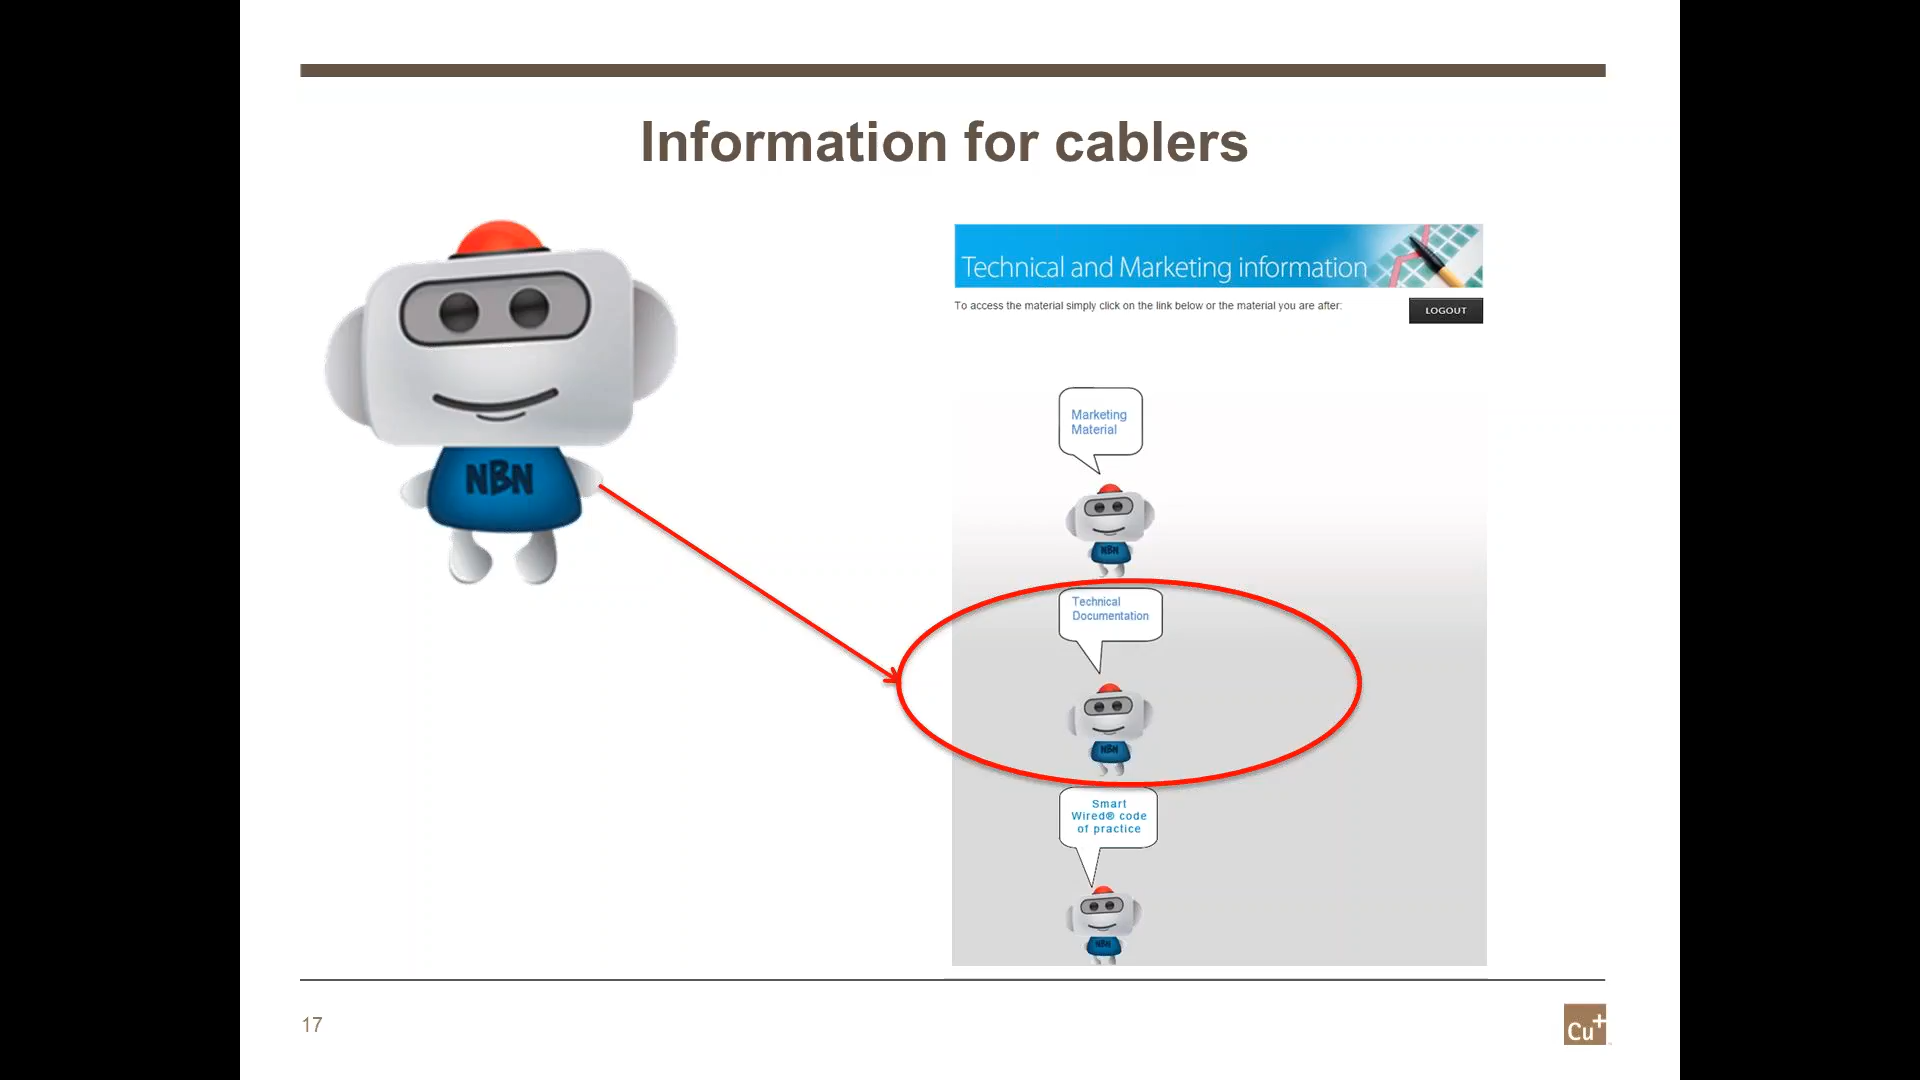 Information for cablers
NBN
Technical and Marketing information
To access the material simply click on the link below or the material you are after:
LOGOUT
Marketing
Material
NBN
Technical
Documentation
NBN
Smart
Wired® code
of practice
NBN
17
Cu+